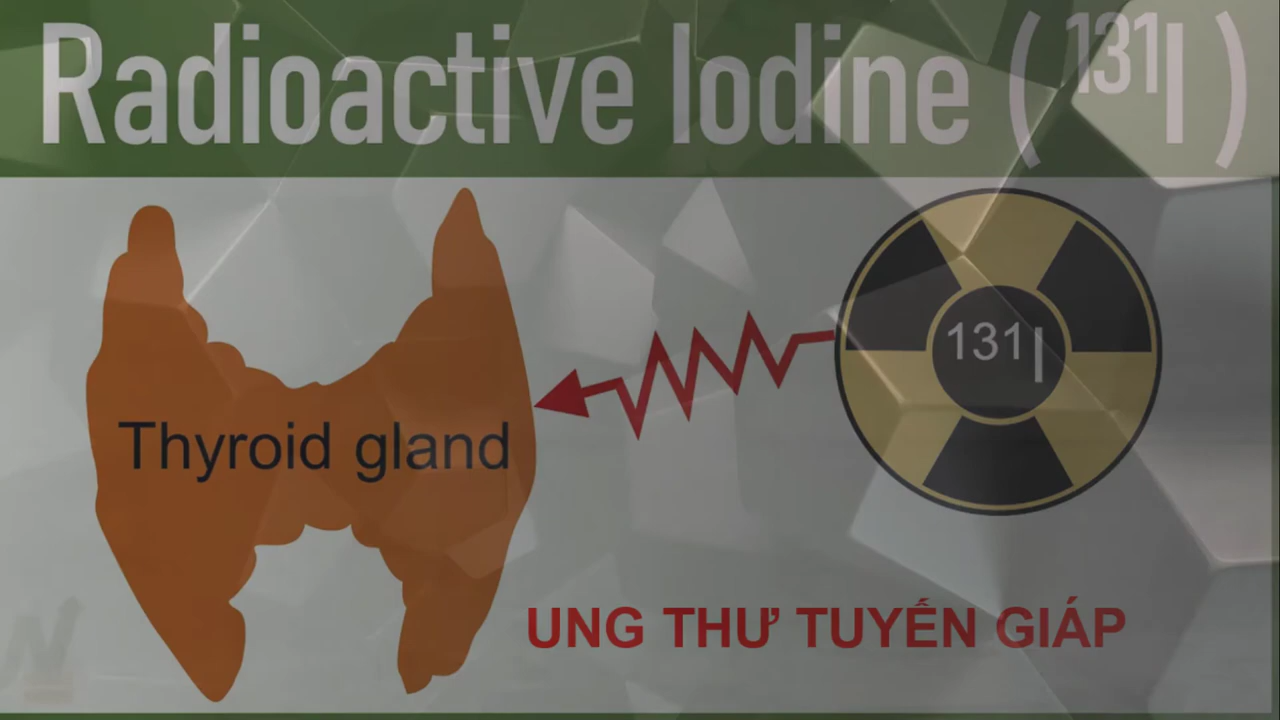 Radioactive Iodine (¹³¹I)
Thyroid gland
¹³¹I
UNG THƯ TUYẾN GIÁP